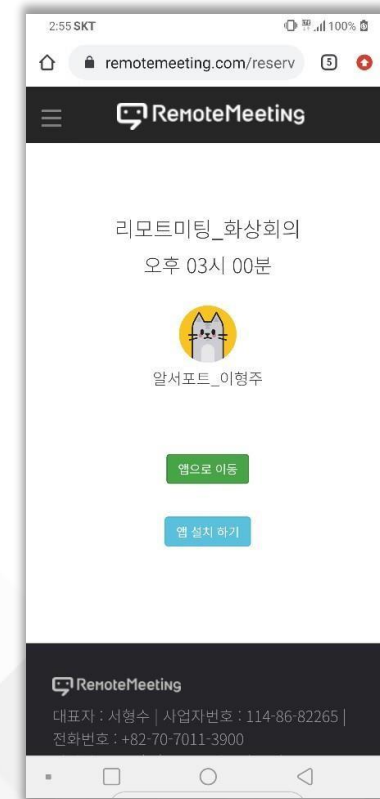 2:55 SKT 100%
remotemeeting.com/reserv 5
RemoteMeeting
리모트미팅_화상회의
오후 03시 00분
알서포트_이형주
앱으로 이동
앱 설치 하기
RemoteMeeting
대표자 : 서형수 | 사업자번호 : 114-86-82265 |
전화번호 : +82-70-7011-3900